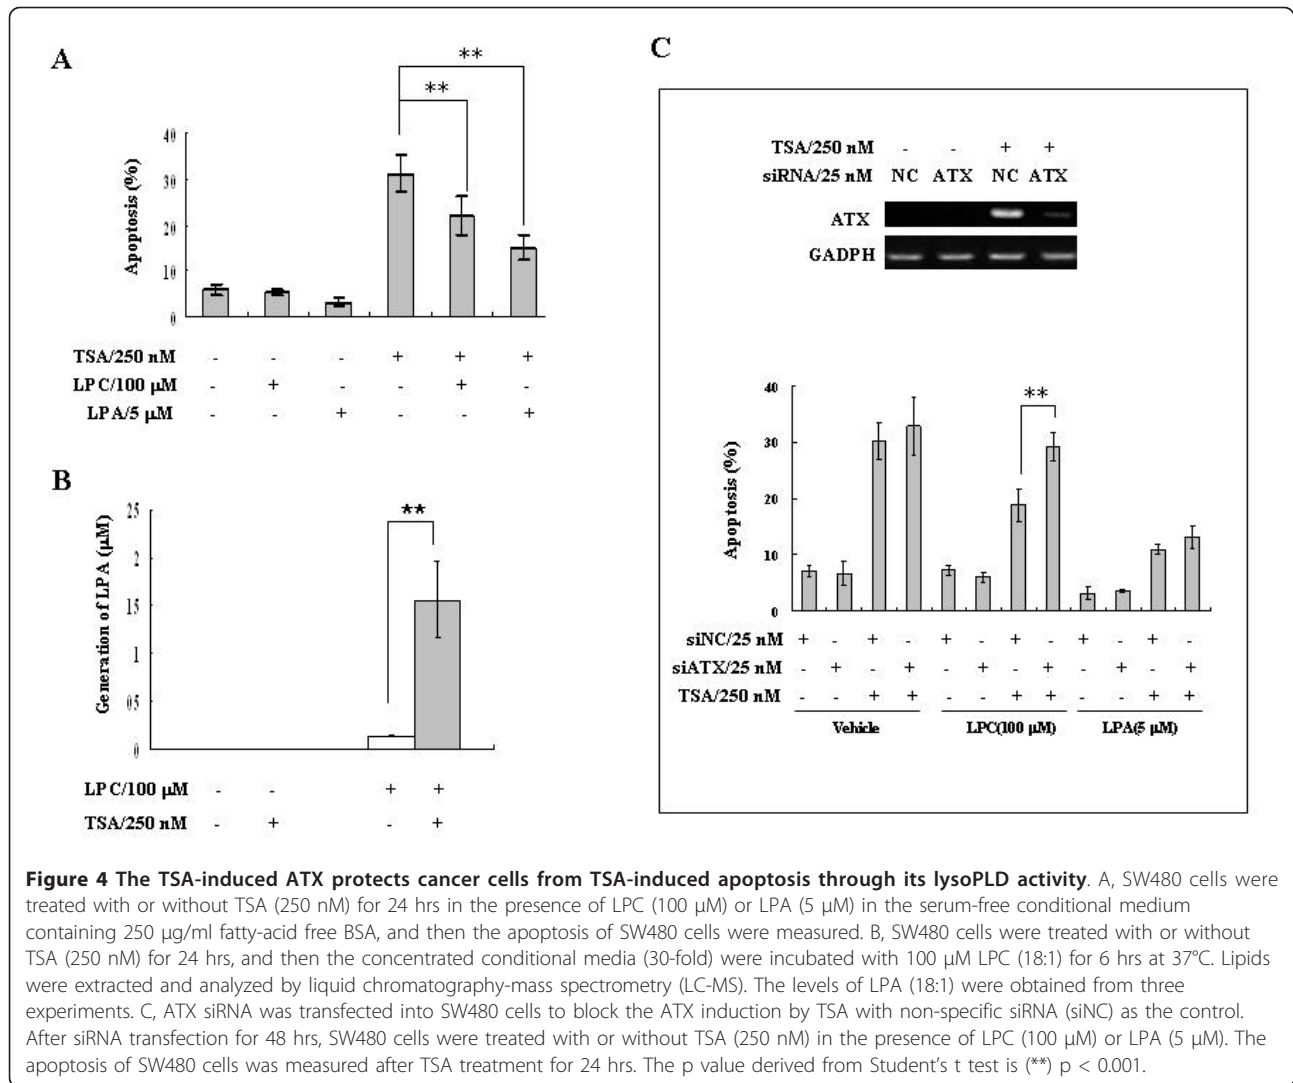 A
**
**
40
30
20
10
0
Apoptosis (%)
TSA/250 nM - - - + + +
LPC/100 µM - + - - + -
LPA/5 µM - - + - - +
B
**
25
2
15
1
05
0
Generation of LPA (µM)
LPC/100 µM - - + +
TSA/250 nM - + - +
C
TSA/250 nM - - + +
siRNA/25 nM NC ATX NC ATX
ATX
GADPH
**
40
30
20
10
0
Apoptosis (%)
siNC/25 nM + - + - + - + - + - + -
siATX/25 nM - + - + - + - + - + - +
TSA/250 nM - - + + - - + + - - + +
Vehicle LPC(100 µM) LPA(5 µM)
Figure 4 The TSA-induced ATX protects cancer cells from TSA-induced apoptosis through its lysoPLD activity. A, SW480 cells were
treated with or without TSA (250 nM) for 24 hrs in the presence of LPC (100 µM) or LPA (5 µM) in the serum-free conditional medium
containing 250 µg/ml fatty-acid free BSA, and then the apoptosis of SW480 cells were measured. B, SW480 cells were treated with or without
TSA (250 nM) for 24 hrs, and then the concentrated conditional media (30-fold) were incubated with 100 µM LPC (18:1) for 6 hrs at 37°C. Lipids
were extracted and analyzed by liquid chromatography-mass spectrometry (LC-MS). The levels of LPA (18:1) were obtained from three
experiments. C, ATX siRNA was transfected into SW480 cells to block the ATX induction by TSA with non-specific siRNA (siNC) as the control.
After siRNA transfection for 48 hrs, SW480 cells were treated with or without TSA (250 nM) in the presence of LPC (100 µM) or LPA (5 µM). The
apoptosis of SW480 cells was measured after TSA treatment for 24 hrs. The p value derived from Student's t test is (**) p < 0.001.